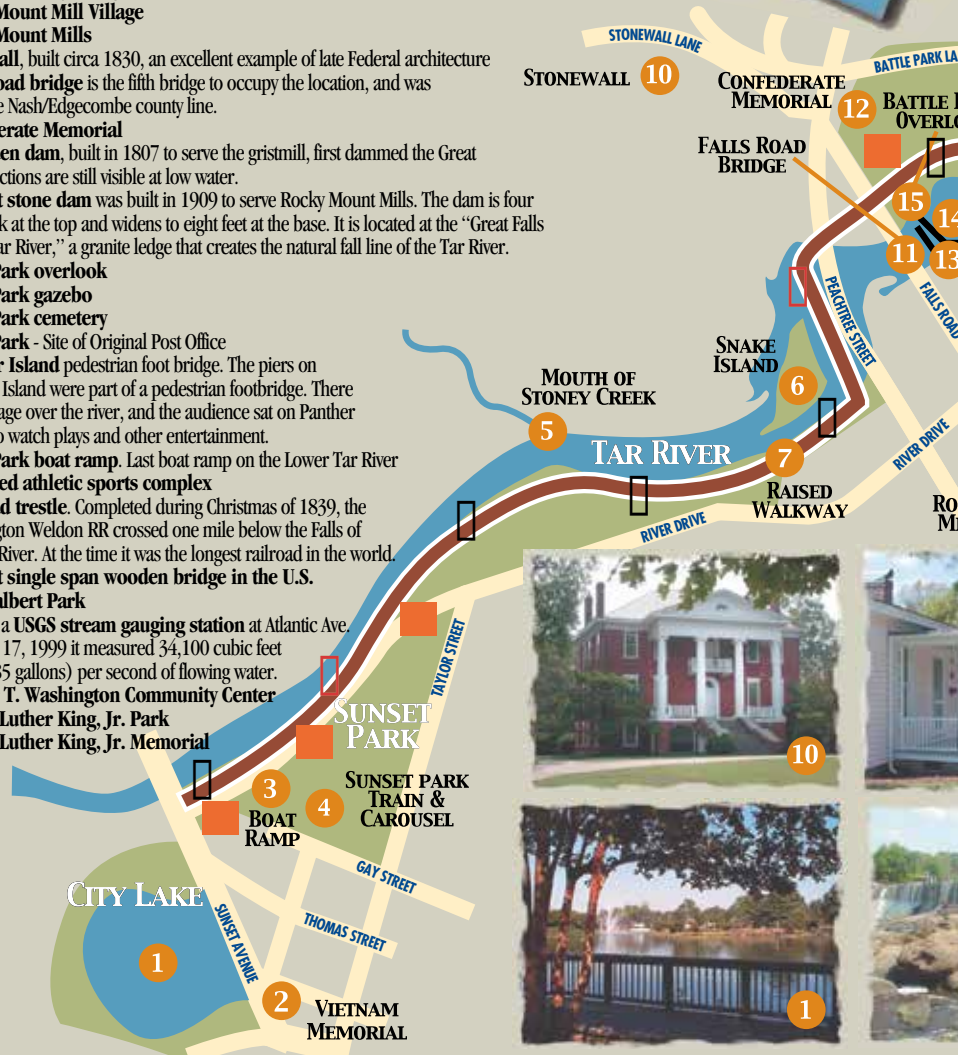 Mount Mill Village
Mount Mills
all, built circa 1830, an excellent example of late Federal architecture
oad bridge is the fifth bridge to occupy the location, and was
e Nash/Edgecombe county line.
erate Memorial
en dam, built in 1807 to serve the gristmill, first dammed the Great
ctions are still visible at low water.
t stone dam was built in 1909 to serve Rocky Mount Mills. The dam is four
k at the top and widens to eight feet at the base. It is located at the “Great Falls
ar River,” a granite ledge that creates the natural fall line of the Tar River.
Park overlook
Park gazebo
Park cemetery
Park - Site of Original Post Office
r Island pedestrian foot bridge. The piers on
Island were part of a pedestrian footbridge. There
age over the river, and the audience sat on Panther
o watch plays and other entertainment.
Park boat ramp. Last boat ramp on the Lower Tar River
ed athletic sports complex
d trestle. Completed during Christmas of 1839, the
gton Weldon RR crossed one mile below the Falls of
River. At the time it was the longest railroad in the world.
t single span wooden bridge in the U.S.
albert Park
a USGS stream gauging station at Atlantic Ave.
17, 1999 it measured 34,100 cubic feet
85 gallons) per second of flowing water.
T. Washington Community Center
Luther King, Jr. Park
Luther King, Jr. Memorial
STONEWALL LANE
STONEWALL 10
BATTLE PARK LA
CONFEDERATE
MEMORIAL 12
BATTLE
OVERLO
FALLS ROAD
BRIDGE
15
14
11
13
PEACHTREE STREET
FALLS ROAD
SNAKE
ISLAND
6
MOUTH OF
STONEY CREEK
5
TAR RIVER
7
RAISED
WALKWAY
RIVER DRIVE
RIVER DRIVE
RO
M
TAYLOR STREET
SUNSET
PARK
10
3
BOAT
RAMP
4
SUNSET PARK
TRAIN &
CAROUSEL
GAY STREET
CITY LAKE
SUNSET AVENUE
THOMAS STREET
1
2
VIETNAM
MEMORIAL
1